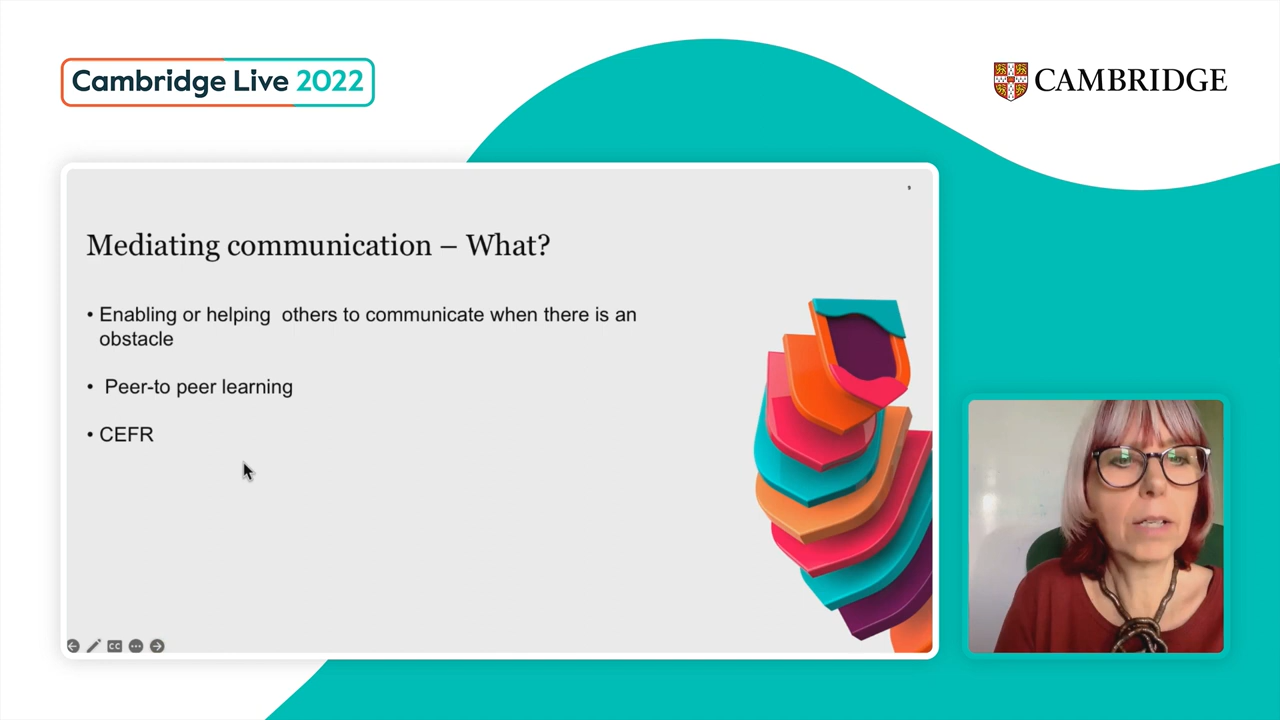 Cambridge Live 2022
CAMBRIDGE
Mediating communication – What?
• Enabling or helping  others to communicate when there is an
obstacle
•  Peer-to peer learning
• CEFR
CC